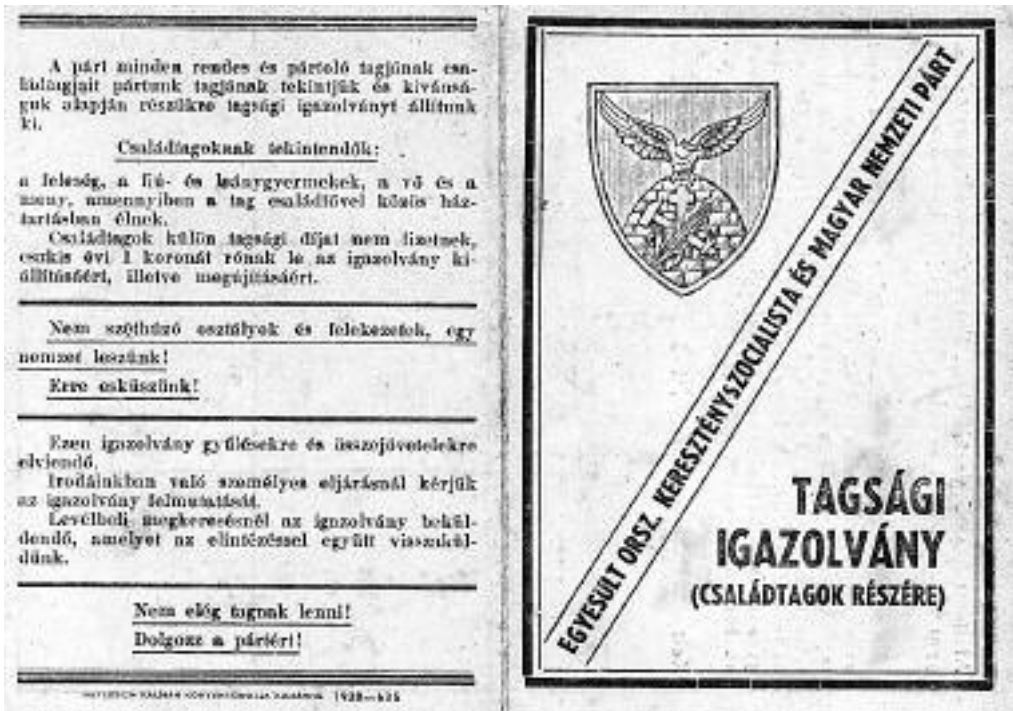 A párt minden rendes és pártoló tagjának csa-
ládtagjait pártunk tagjának tekintjük és kívánsá-
guk alapján részükre tagsági igazolványt állítunk
ki.
Családtagoknak tekintendők:
a feleség, a fiú- és leánygyermekek, a vő és a
meny, amennyiben a tag családfővel közös ház-
tartásban élnek.
Családtagok külön tagsági díjat nem fizetnek,
csakis évi 1 koronát rónak le az igazolvány ki-
állításáért, illetve megújításáért.
Nem széthúzó osztályok és felekezetek, egy
nemzet leszünk!
Erre esküszünk!
Ezen igazolvány gyűlésekre és összejövetelekre
elviendő.
Irodáinkban való személyes eljárásnál kérjük
az igazolvány felmutatását.
Levélbeli megkeresésnél az igazolvány bekül-
dendő, amelyet az elintézéssel együtt visszakül-
dünk.
Nem elég tagnak lenni!
Dolgozz a pártért!
1938—635
EGYESÜLT ORSZ. KERESZTÉNYSZOCIALISTA ÉS MAGYAR NEMZETI PÁRT
TAGSÁGI
IGAZOLVÁNY
(CSALÁDTAGOK RÉSZÉRE)